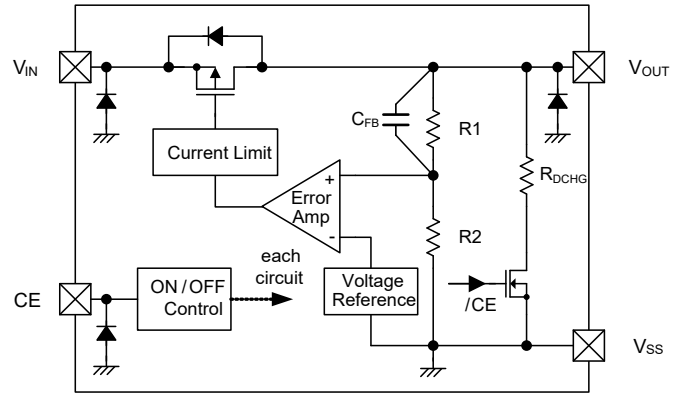 VIN
VOUT
CFB
R1
Current Limit
RDCHG
+
Error
Amp
-
R2
each
circuit
CE
ON / OFF
Control
Voltage
Reference
/CE
VSS